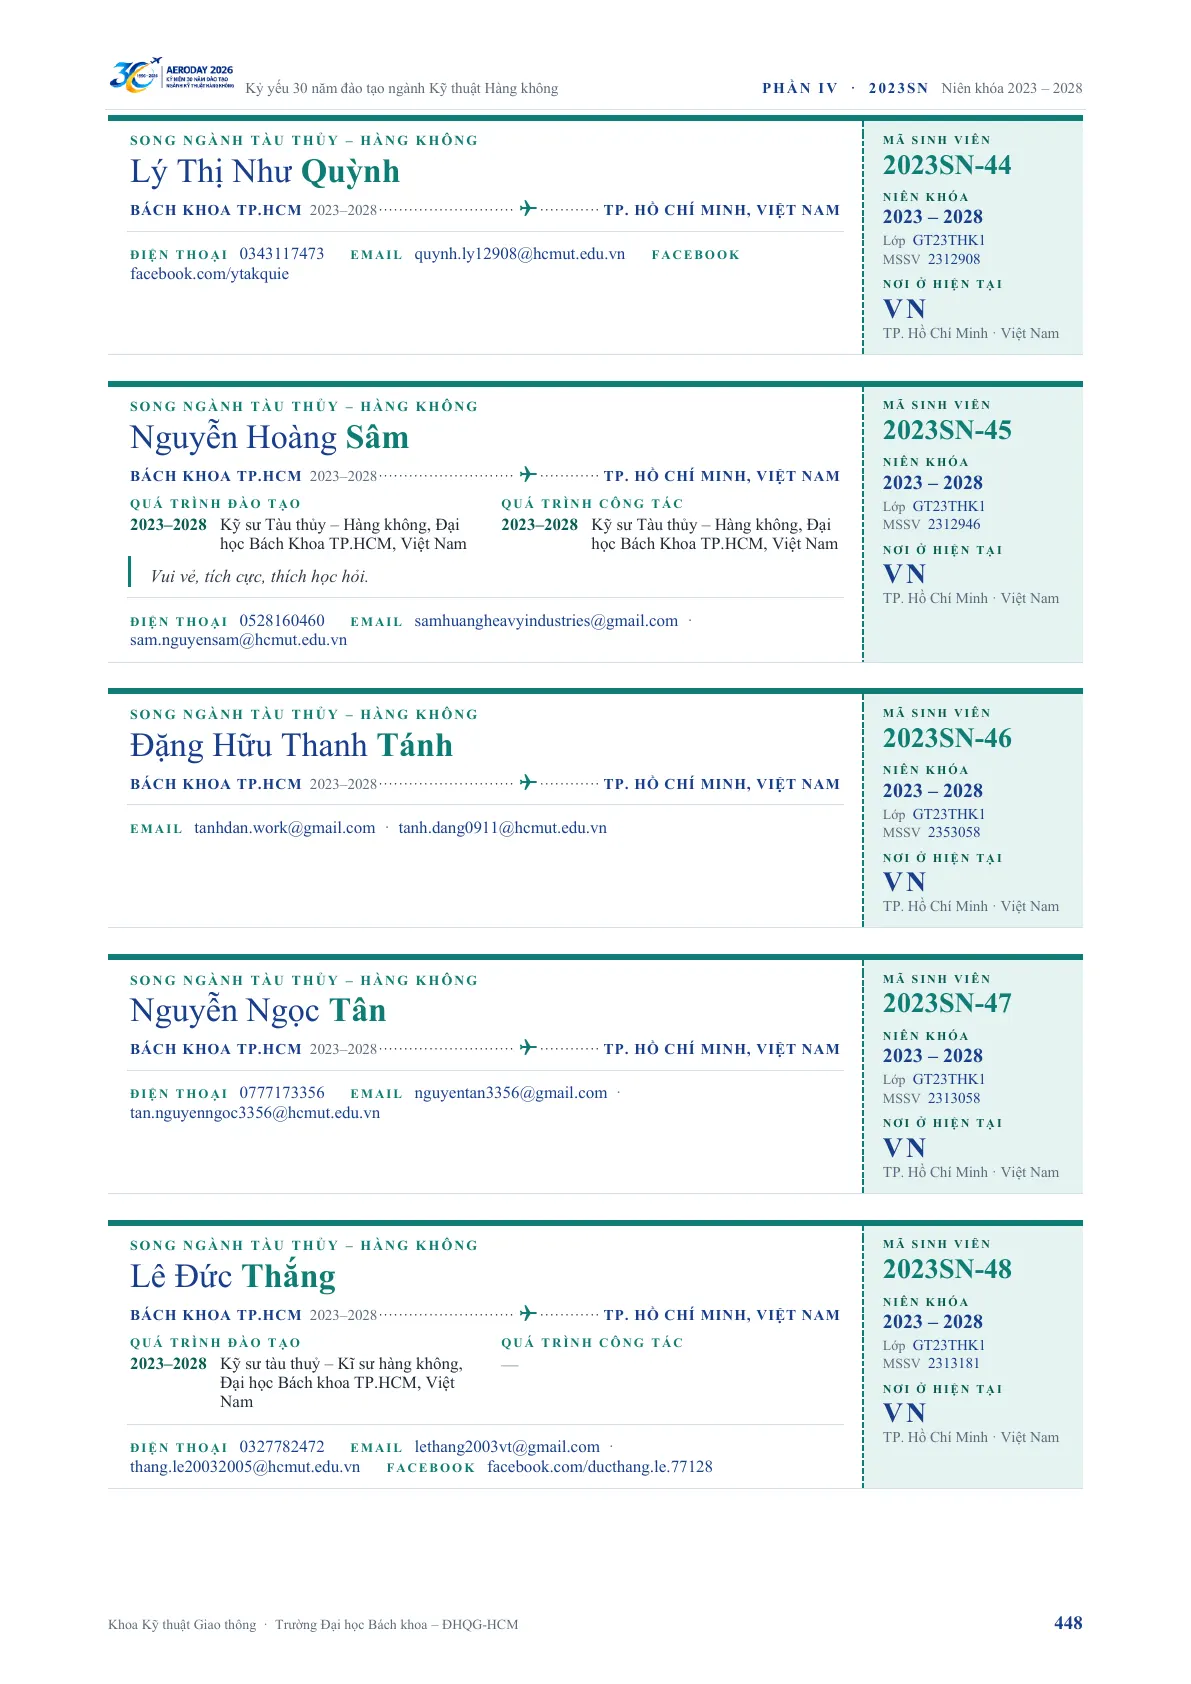 30
1996 - 2026
AERODAY 2026
KỶ NIỆM 30 NĂM ĐÀO TẠO
NGÀNH KỸ THUẬT HÀNG KHÔNG
Kỷ yếu 30 năm đào tạo ngành Kỹ thuật Hàng không
PHẦN IV · 2023SN Niên khóa 2023 – 2028
SONG NGÀNH TÀU THỦY – HÀNG KHÔNG
Lý Thị Như Quỳnh
BÁCH KHOA TP.HCM 2023–2028 TP. HỒ CHÍ MINH, VIỆT NAM
ĐIỆN THOẠI 0343117473 EMAIL quynh.ly12908@hcmut.edu.vn FACEBOOK
facebook.com/ytakquie
MÃ SINH VIÊN
2023SN-44
NIÊN KHÓA
2023 – 2028
Lớp GT23THK1
MSSV 2312908
NƠI Ở HIỆN TẠI
VN
TP. Hồ Chí Minh · Việt Nam
SONG NGÀNH TÀU THỦY – HÀNG KHÔNG
Nguyễn Hoàng Sâm
BÁCH KHOA TP.HCM 2023–2028 TP. HỒ CHÍ MINH, VIỆT NAM
QUÁ TRÌNH ĐÀO TẠO
2023–2028 Kỹ sư Tàu thủy – Hàng không, Đại
học Bách Khoa TP.HCM, Việt Nam
QUÁ TRÌNH CÔNG TÁC
2023–2028 Kỹ sư Tàu thủy – Hàng không, Đại
học Bách Khoa TP.HCM, Việt Nam
Vui vẻ, tích cực, thích học hỏi.
ĐIỆN THOẠI 0528160460 EMAIL samhuangheavyindustries@gmail.com ·
sam.nguyensam@hcmut.edu.vn
MÃ SINH VIÊN
2023SN-45
NIÊN KHÓA
2023 – 2028
Lớp GT23THK1
MSSV 2312946
NƠI Ở HIỆN TẠI
VN
TP. Hồ Chí Minh · Việt Nam
SONG NGÀNH TÀU THỦY – HÀNG KHÔNG
Đặng Hữu Thanh Tánh
BÁCH KHOA TP.HCM 2023–2028 TP. HỒ CHÍ MINH, VIỆT NAM
EMAIL tanhdan.work@gmail.com · tanh.dang0911@hcmut.edu.vn
MÃ SINH VIÊN
2023SN-46
NIÊN KHÓA
2023 – 2028
Lớp GT23THK1
MSSV 2353058
NƠI Ở HIỆN TẠI
VN
TP. Hồ Chí Minh · Việt Nam
SONG NGÀNH TÀU THỦY – HÀNG KHÔNG
Nguyễn Ngọc Tân
BÁCH KHOA TP.HCM 2023–2028 TP. HỒ CHÍ MINH, VIỆT NAM
ĐIỆN THOẠI 0777173356 EMAIL nguyentan3356@gmail.com ·
tan.nguyenngoc3356@hcmut.edu.vn
MÃ SINH VIÊN
2023SN-47
NIÊN KHÓA
2023 – 2028
Lớp GT23THK1
MSSV 2313058
NƠI Ở HIỆN TẠI
VN
TP. Hồ Chí Minh · Việt Nam
SONG NGÀNH TÀU THỦY – HÀNG KHÔNG
Lê Đức Thắng
BÁCH KHOA TP.HCM 2023–2028 TP. HỒ CHÍ MINH, VIỆT NAM
QUÁ TRÌNH ĐÀO TẠO
2023–2028 Kỹ sư tàu thuỷ – Kĩ sư hàng không,
Đại học Bách khoa TP.HCM, Việt
Nam
QUÁ TRÌNH CÔNG TÁC
—
ĐIỆN THOẠI 0327782472 EMAIL lethang2003vt@gmail.com ·
thang.le20032005@hcmut.edu.vn FACEBOOK facebook.com/ducthang.le.77128
MÃ SINH VIÊN
2023SN-48
NIÊN KHÓA
2023 – 2028
Lớp GT23THK1
MSSV 2313181
NƠI Ở HIỆN TẠI
VN
TP. Hồ Chí Minh · Việt Nam
Khoa Kỹ thuật Giao thông · Trường Đại học Bách khoa – ĐHQG-HCM
448